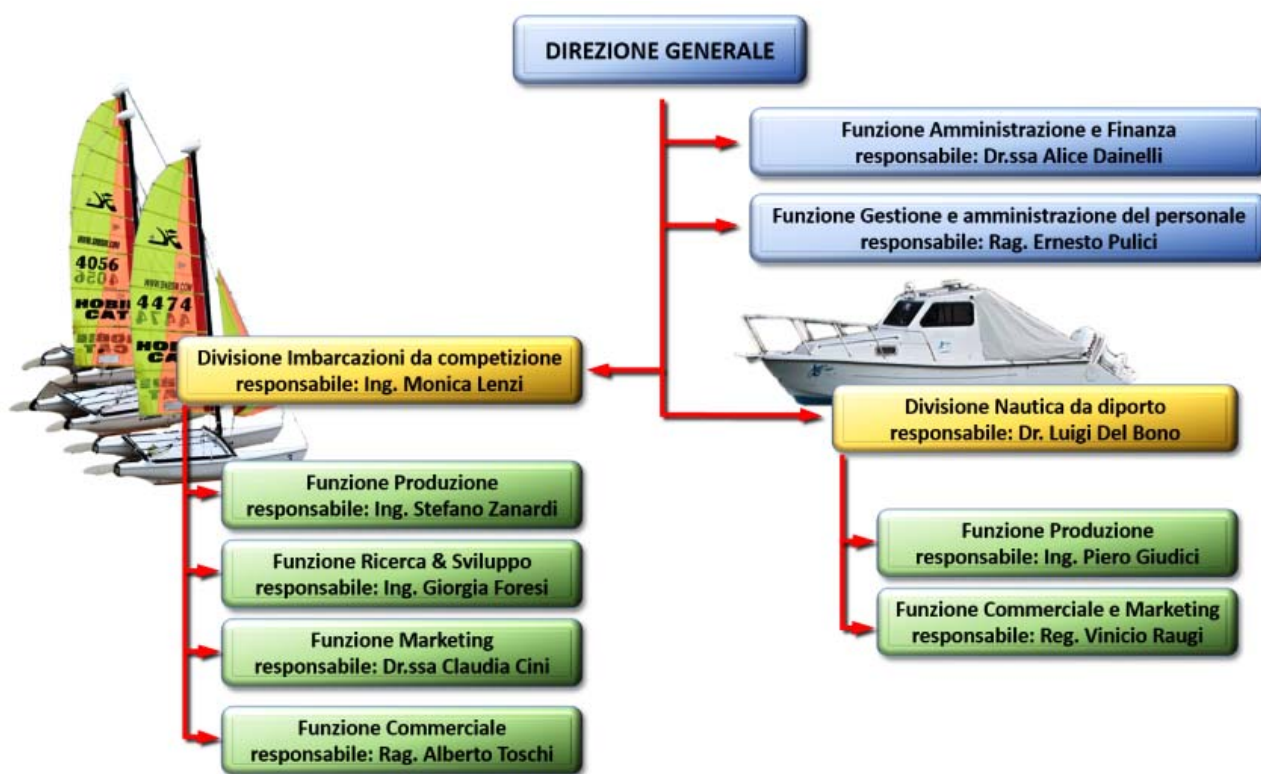 DIREZIONE GENERALE
Funzione Amministrazione e Finanza
responsabile: Dr.ssa Alice Dainelli
Funzione Gestione e amministrazione del personale
responsabile: Rag. Ernesto Pulici
4056
HOBIE
CAT
4474
HOBIE
CAT
Divisione Imbarcazioni da competizione
responsabile: Ing. Monica Lenzi
Divisione Nautica da diporto
responsabile: Dr. Luigi Del Bono
Funzione Produzione
responsabile: Ing. Stefano Zanardi
Funzione Ricerca & Sviluppo
responsabile: Ing. Giorgia Foresi
Funzione Marketing
responsabile: Dr.ssa Claudia Cini
Funzione Commerciale
responsabile: Rag. Alberto Toschi
Funzione Produzione
responsabile: Ing. Piero Giudici
Funzione Commerciale e Marketing
responsabile: Reg. Vinicio Raugi